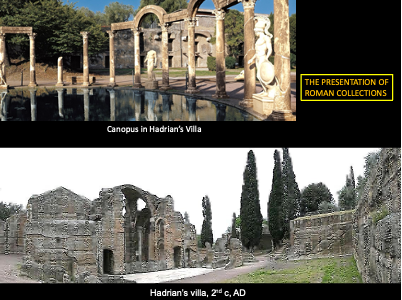 THE PRESENTATION OF
ROMAN COLLECTIONS
Canopus in Hadrian's Villa
Hadrian's villa, 2nd c, AD